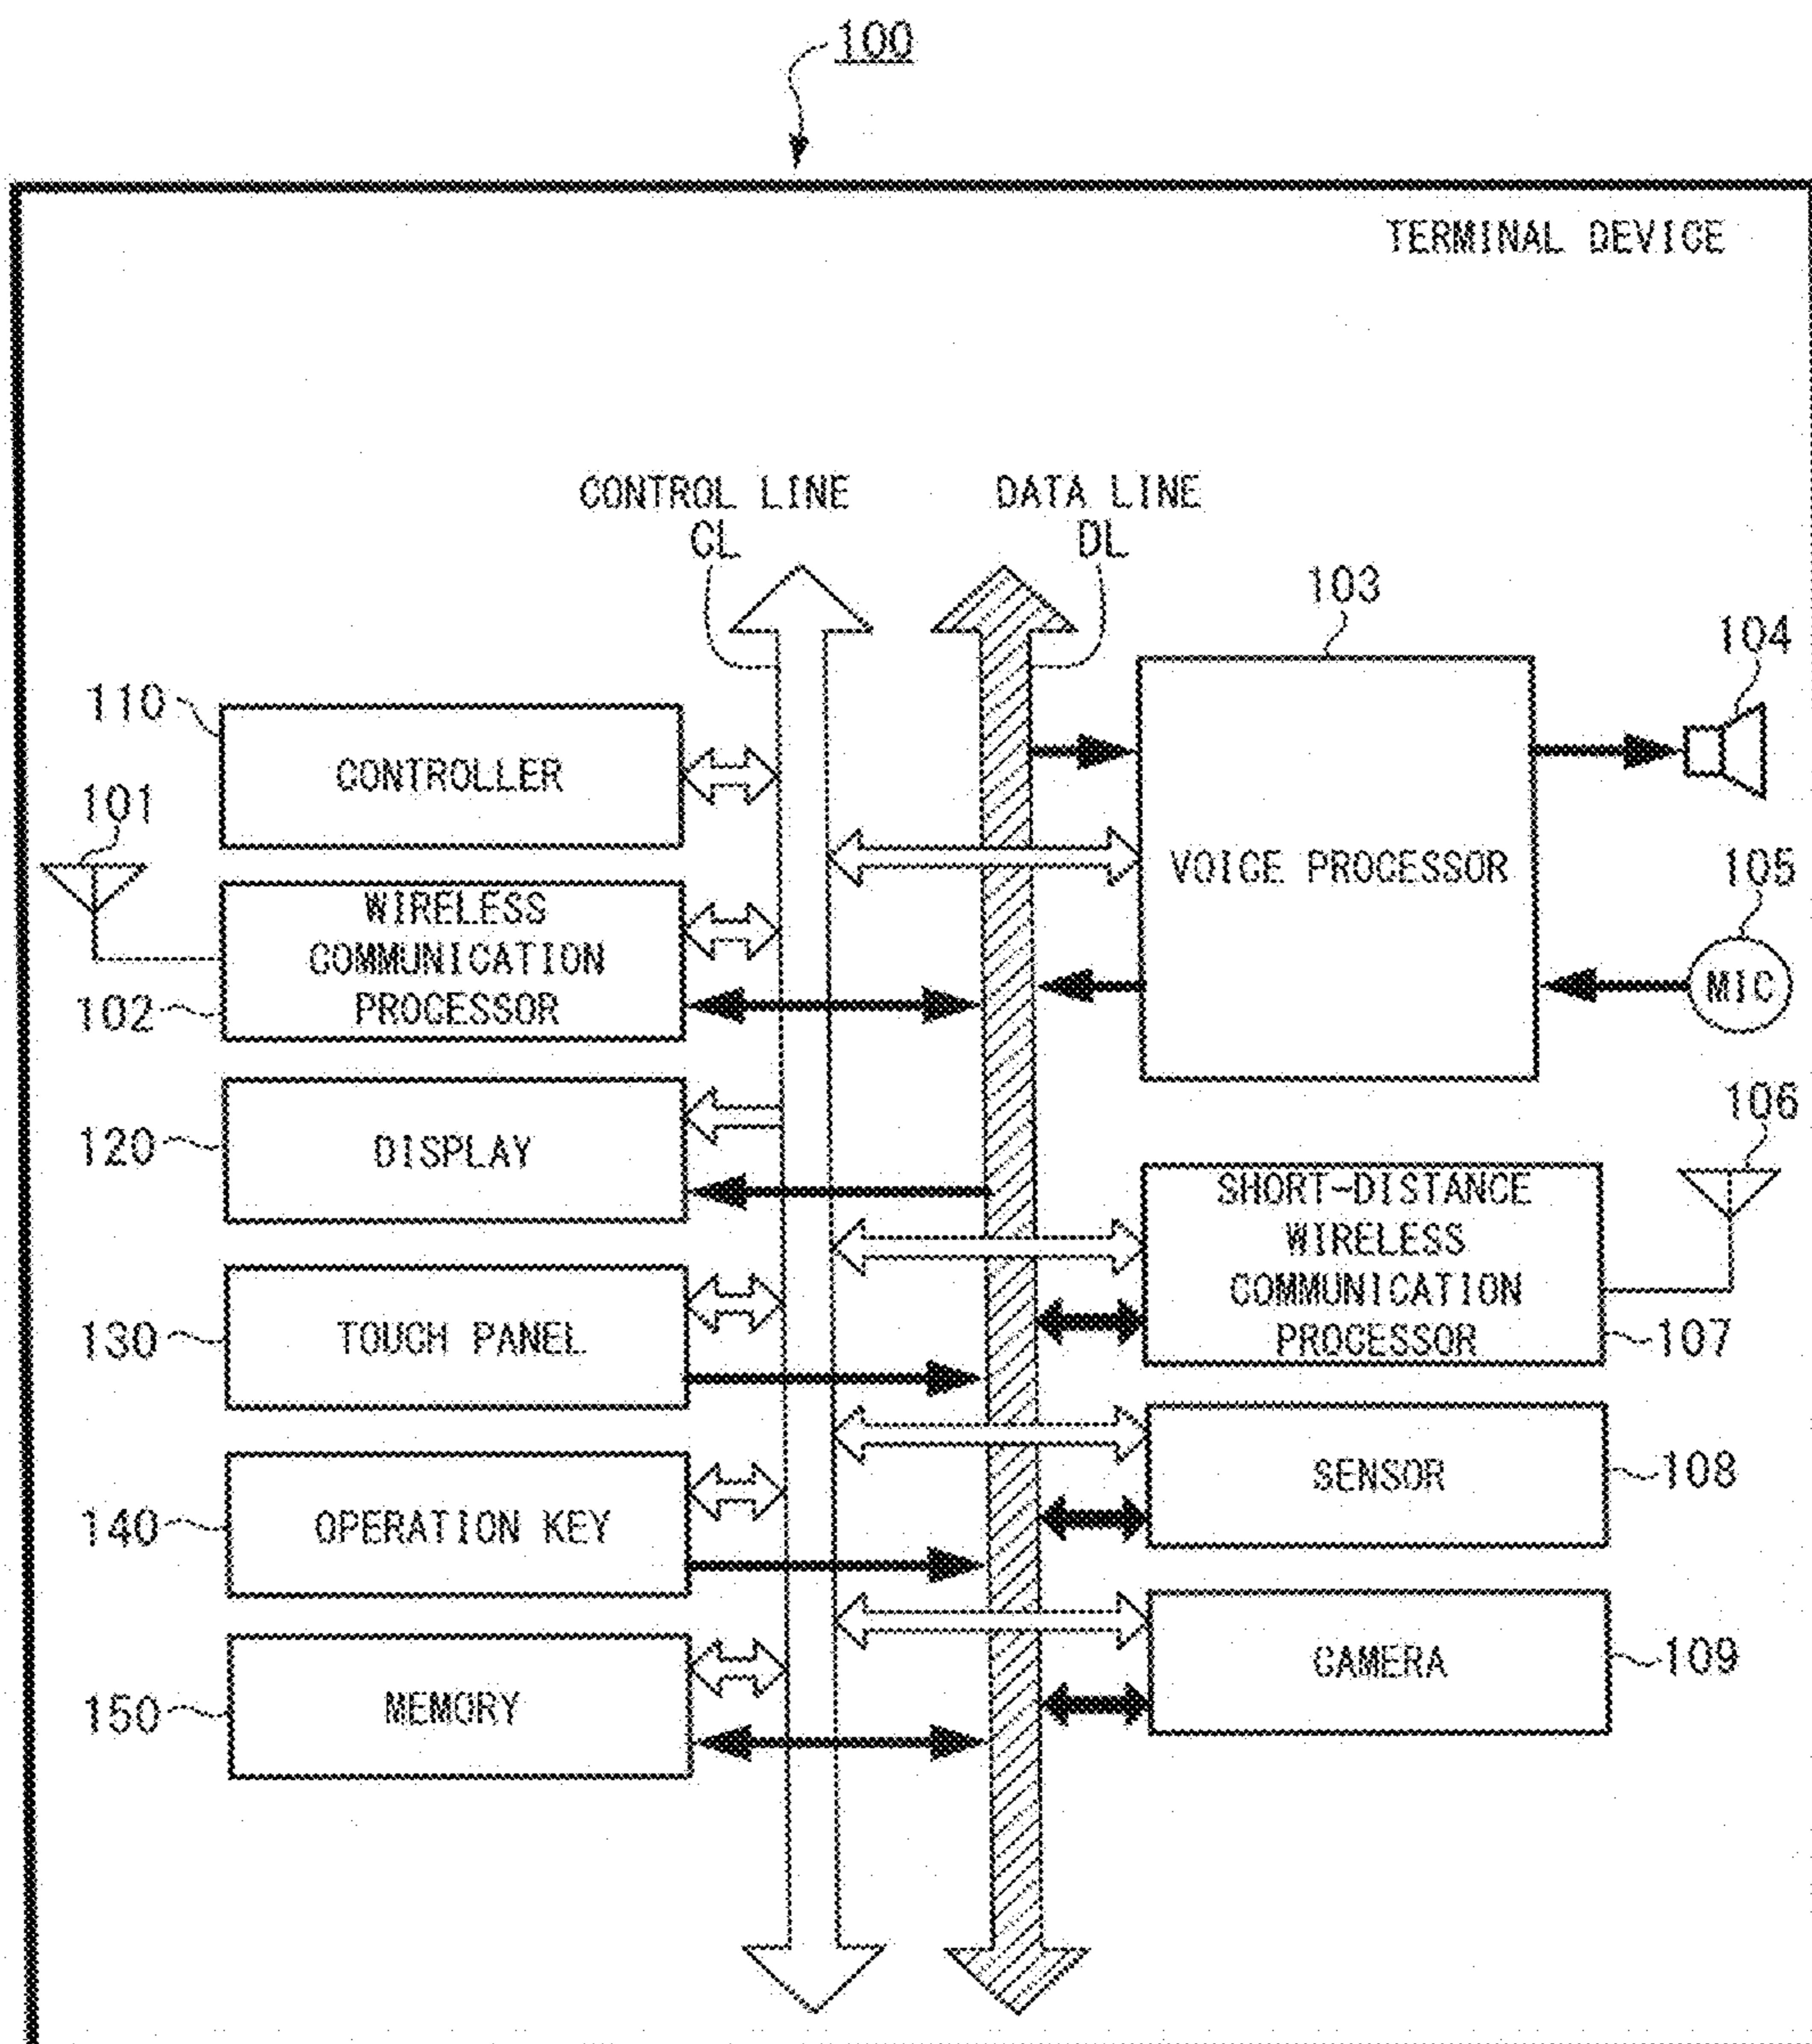 100
TERMINAL DEVICE
CONTROL LINE
CL
DATA LINE
DL
103
104
110
CONTROLLER
101
VOICE PROCESSOR
105
MIC
WIRELESS
COMMUNICATION
PROCESSOR
102
106
120
DISPLAY
SHORT-DISTANCE
WIRELESS
COMMUNICATION
PROCESSOR
107
130
TOUCH PANEL
SENSOR
108
140
OPERATION KEY
CAMERA
109
150
MEMORY